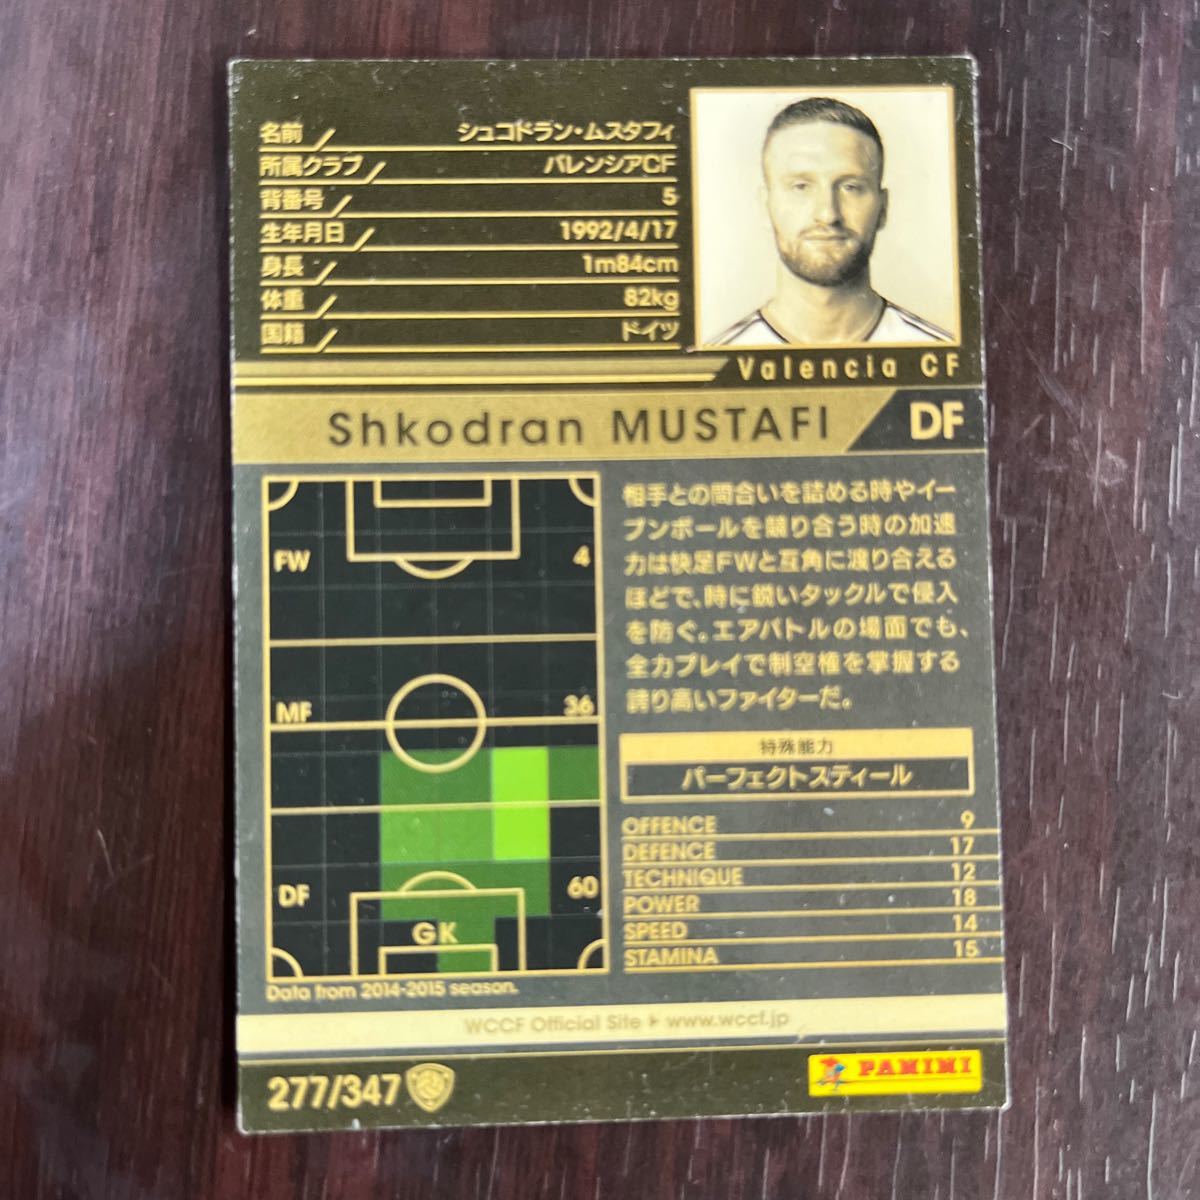 名前 シュコドラン・ムスタフィ
所属クラブ バレンシアCF
背番号 5
生年月日 1992/4/17
身長 1m84cm
体重 82kg
国籍 ドイツ
Valencia CF
Shkodran MUSTAFI DF
FW 4
MF 36
DF 60
GK
Data from 2014-2015 season.
相手との間合いを詰める時やイー
ブンボールを競り合う時の加速
力は快足FWと互角に渡り合える
ほどで、時に鋭いタックルで侵入
を防ぐ。エアバトルの場面でも、
全力プレイで制空権を掌握する
誇り高いファイターだ。
特殊能力
パーフェクトスティール
OFFENCE 9
DEFENCE 17
TECHNIQUE 12
POWER 18
SPEED 14
STAMINA 15
WCCF Official Site ▶ www.wccf.jp
277/347
PANINI